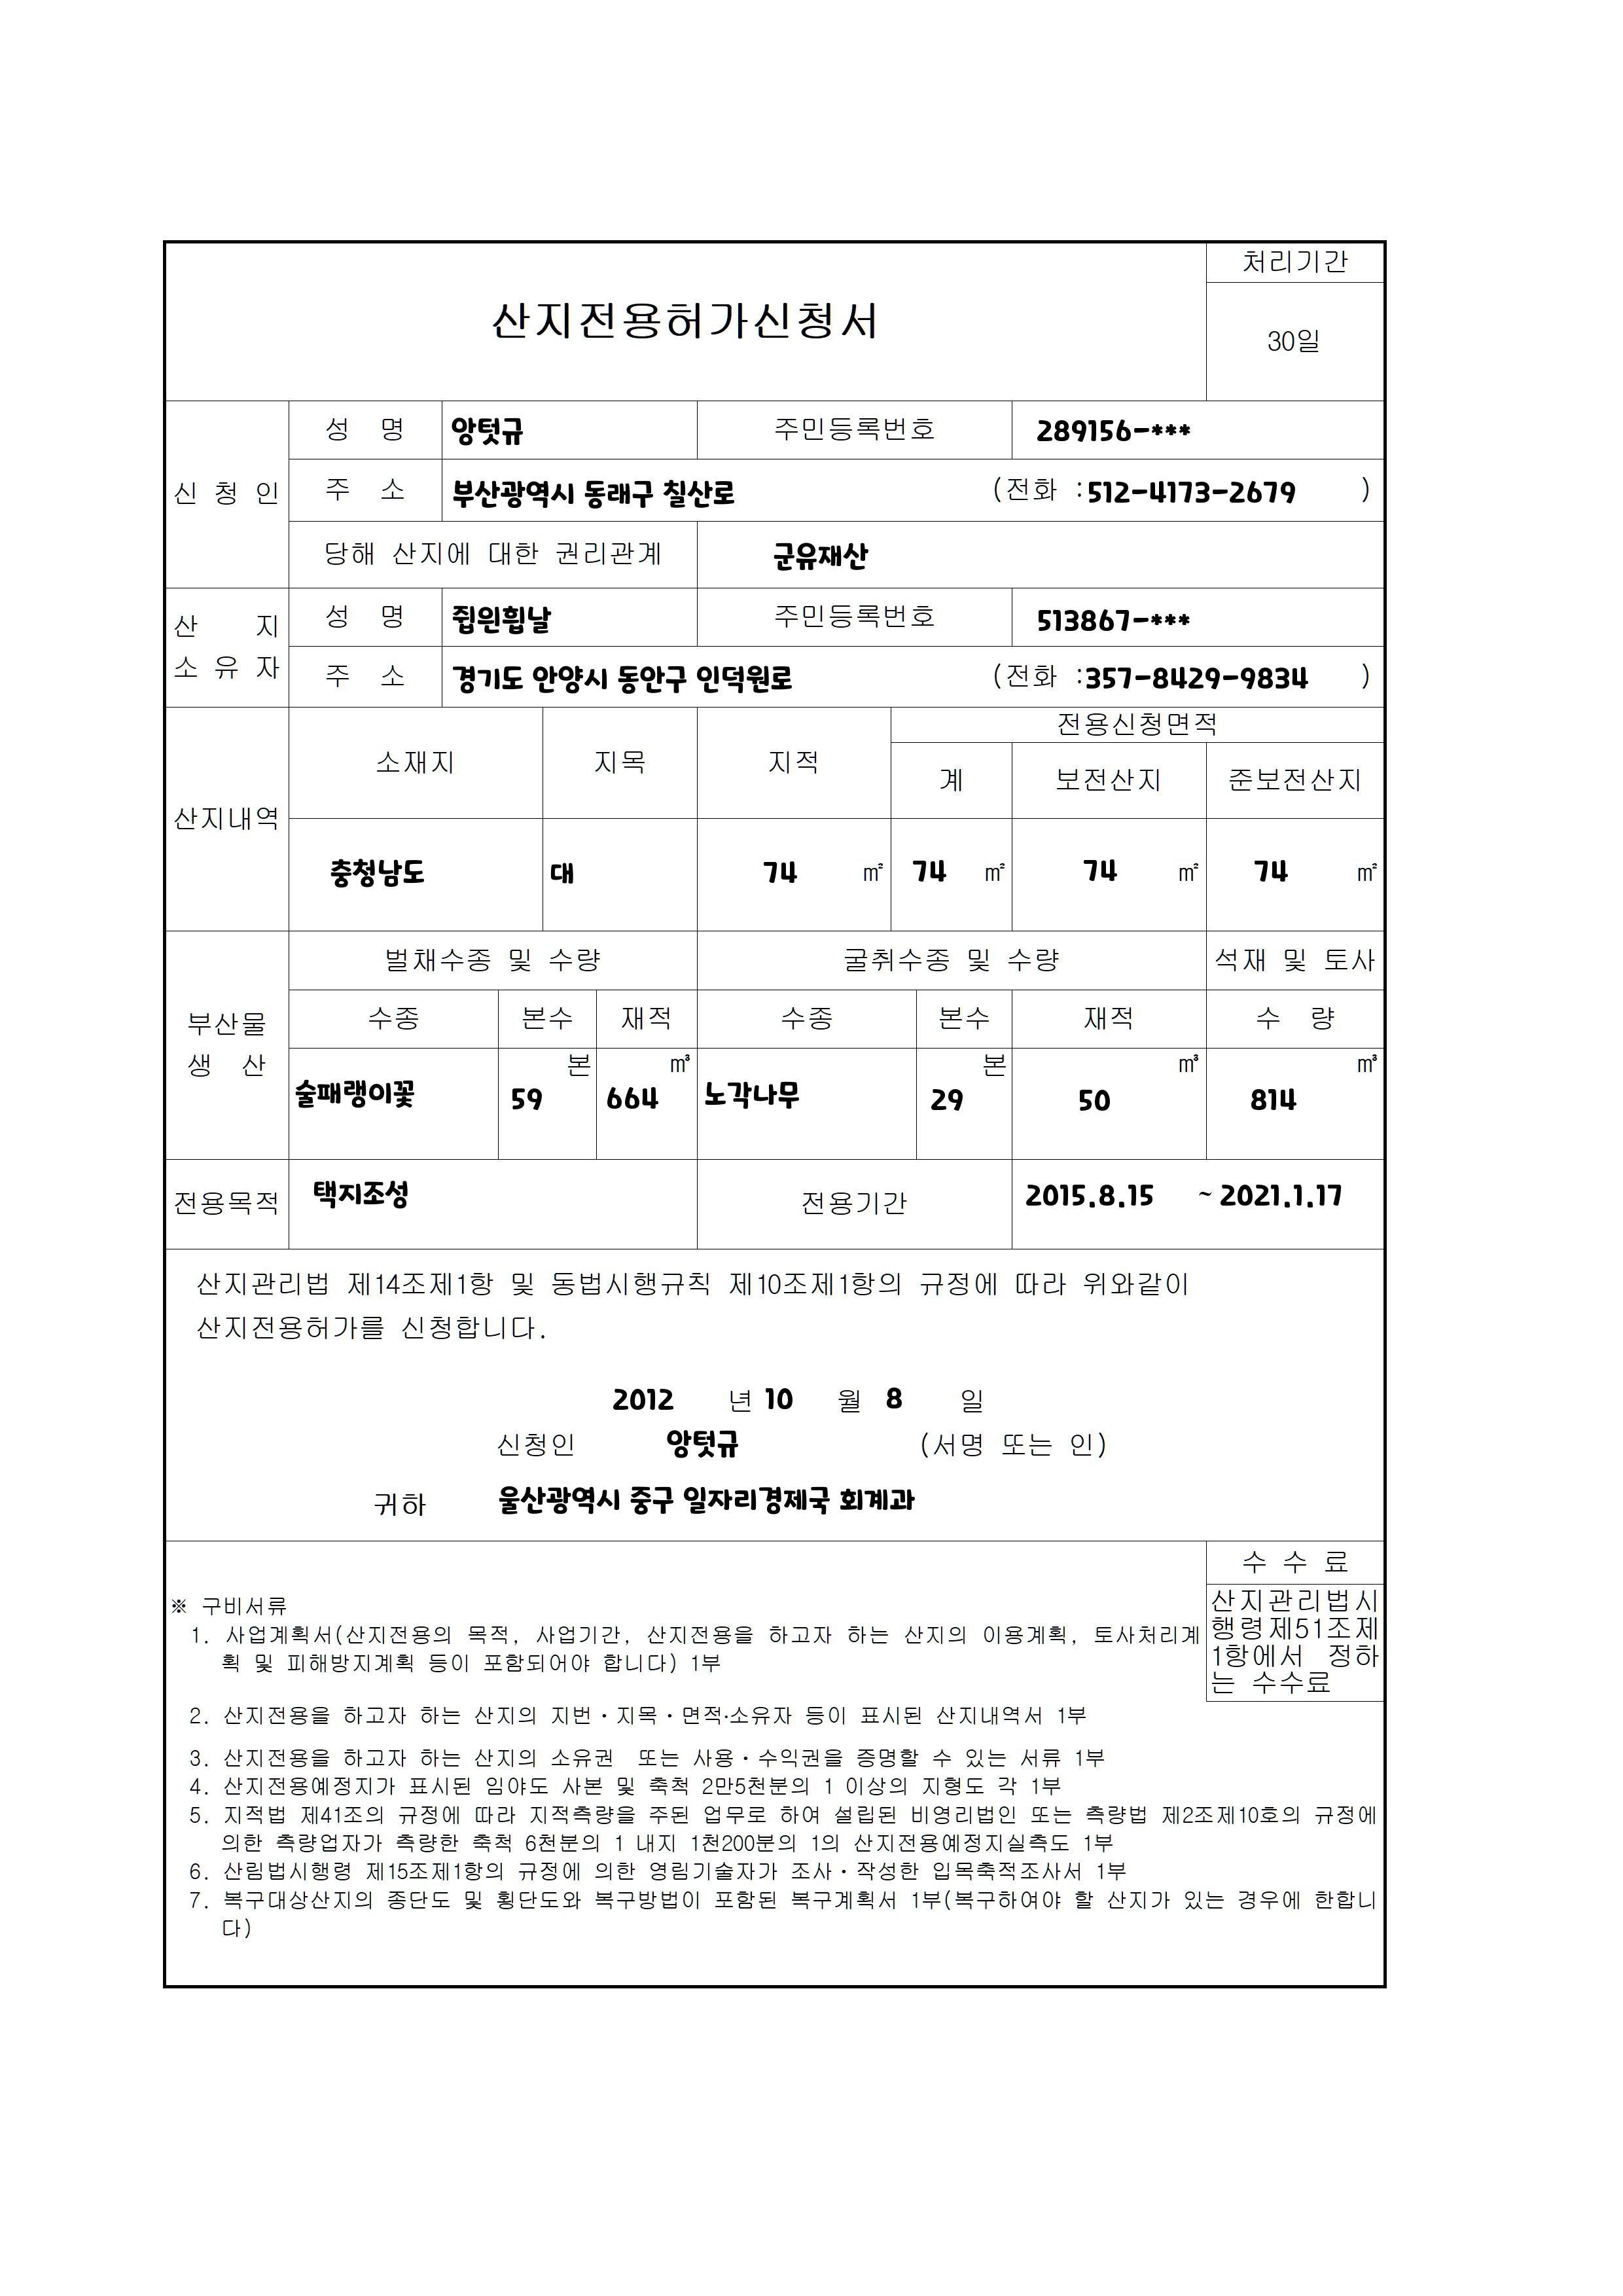 처리기간
산지전용허가신청서
30일
신 청 인
성 명 앙텃규 주민등록번호 289156-***
주 소 부산광역시 동래구 칠산로 (전화 :512-4173-2679 )
당해 산지에 대한 권리관계 군유재산
산 지
소 유 자
성 명 쥡읜흽날 주민등록번호 513867-***
주 소 경기도 안양시 동안구 인덕원로 (전화 :357-8429-9834 )
산지내역
소재지 지목 지적 전용신청면적
계 보전산지 준보전산지
충청남도 대 74 ㎡ 74 ㎡ 74 ㎡ 74 ㎡
부산물
생 산
벌채수종 및 수량 굴취수종 및 수량 석재 및 토사
수종 본수 재적 수종 본수 재적 수 량
본 ㎥ 본 ㎥ ㎥
술패랭이꽃 59 664 노각나무 29 50 814
전용목적 택지조성 전용기간 2015.8.15 ~ 2021.1.17
산지관리법 제14조제1항 및 동법시행규칙 제10조제1항의 규정에 따라 위와같이
산지전용허가를 신청합니다.
2012 년 10 월 8 일
신청인 앙텃규 (서명 또는 인)
귀하 울산광역시 중구 일자리경제국 회계과
수 수 료
산지관리법시
행령제51조제
1항에서 정하
는 수수료
※ 구비서류
1. 사업계획서(산지전용의 목적, 사업기간, 산지전용을 하고자 하는 산지의 이용계획, 토사처리계
획 및 피해방지계획 등이 포함되어야 합니다) 1부
2. 산지전용을 하고자 하는 산지의 지번·지목·면적·소유자 등이 표시된 산지내역서 1부
3. 산지전용을 하고자 하는 산지의 소유권 또는 사용·수익권을 증명할 수 있는 서류 1부
4. 산지전용예정지가 표시된 임야도 사본 및 축척 2만5천분의 1 이상의 지형도 각 1부
5. 지적법 제41조의 규정에 따라 지적측량을 주된 업무로 하여 설립된 비영리법인 또는 측량법 제2조제10호의 규정에
의한 측량업자가 측량한 축척 6천분의 1 내지 1천200분의 1의 산지전용예정지실측도 1부
6. 산림법시행령 제15조제1항의 규정에 의한 영림기술자가 조사·작성한 입목축적조사서 1부
7. 복구대상산지의 종단도 및 횡단도와 복구방법이 포함된 복구계획서 1부(복구하여야 할 산지가 있는 경우에 한합니
다)